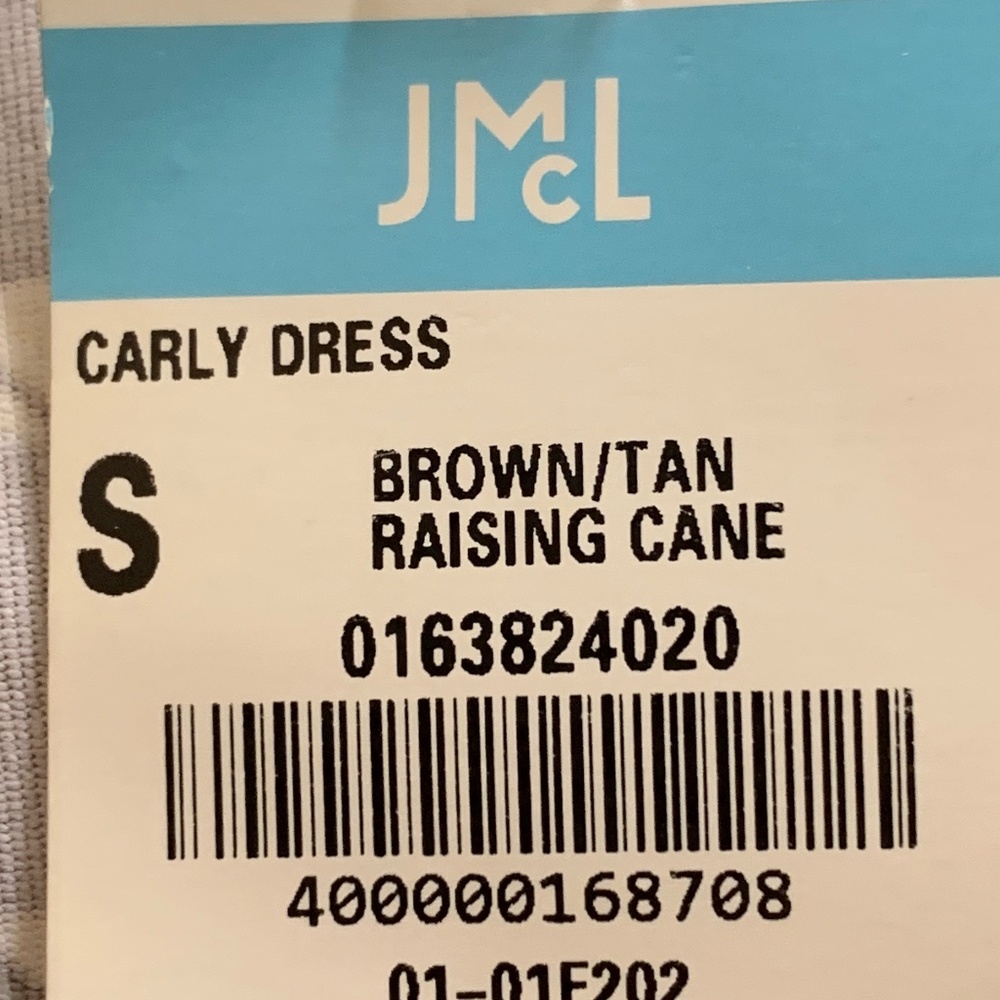 JMcL
CARLY DRESS
S
BROWN/TAN
RAISING CANE
0163824020
400000168708